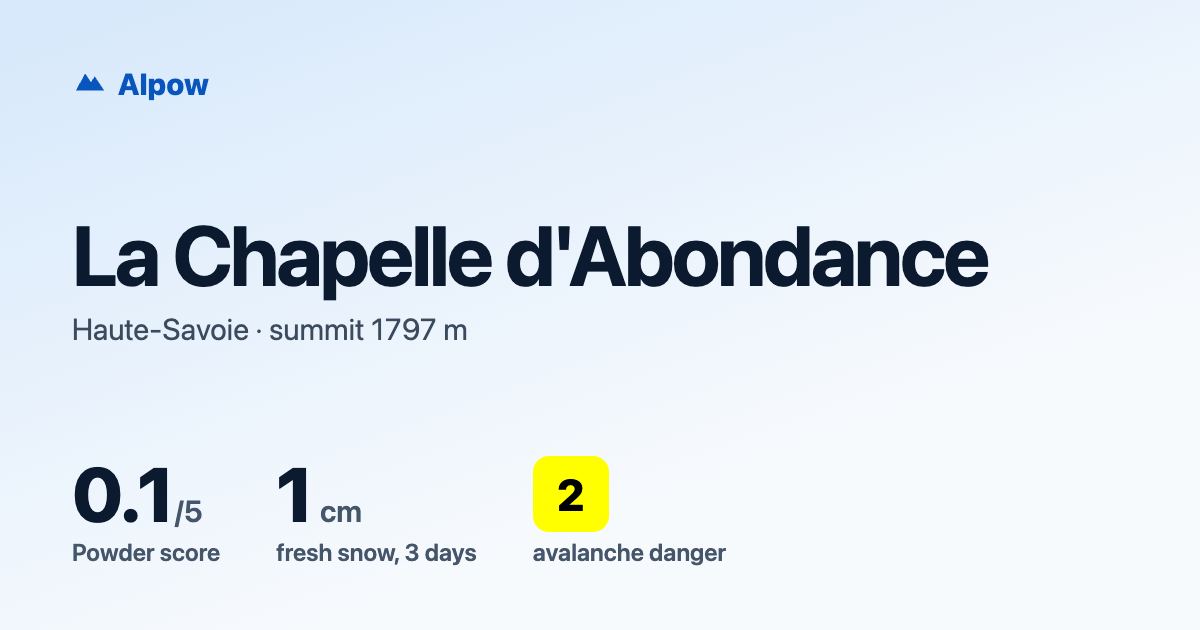 Alpow
La Chapelle d'Abondance
Haute-Savoie · summit 1797 m
0.1/5 1 cm 2
Powder score fresh snow, 3 days avalanche danger